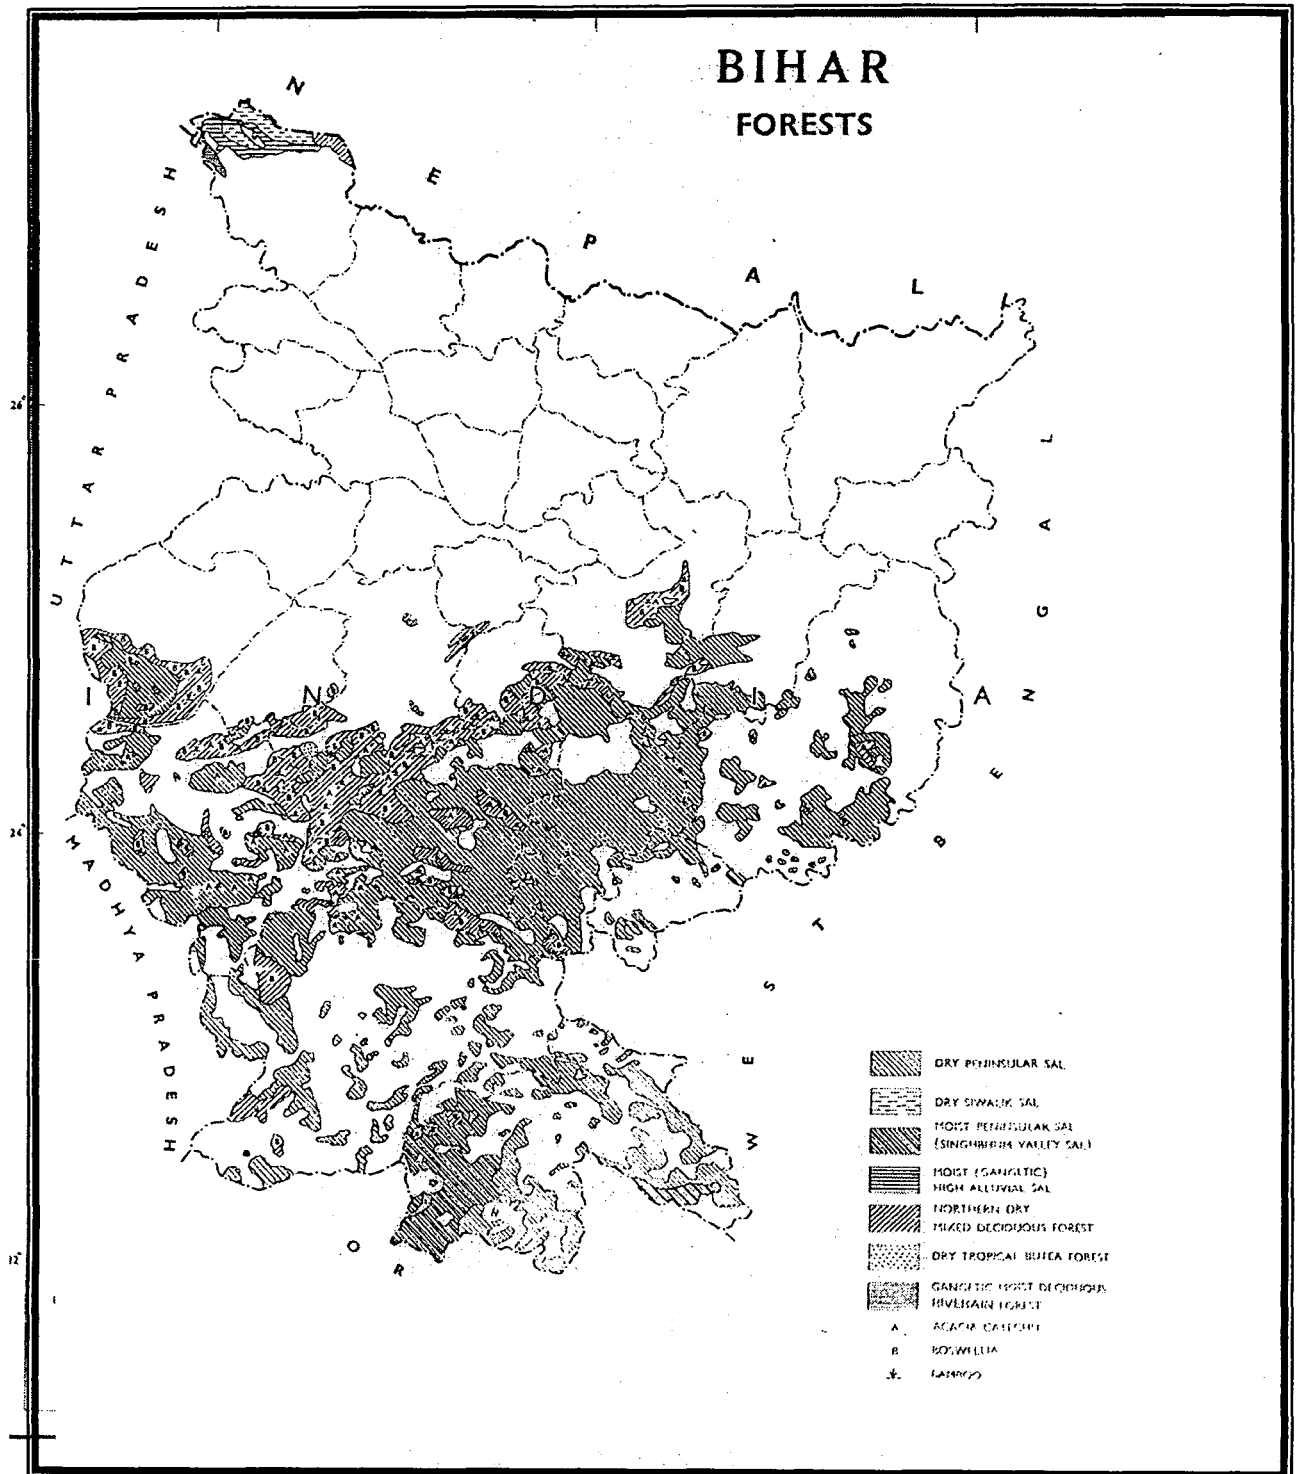 BIHAR
FORESTS
NEPAL
UTTAR PRADESH
26°
INDIA
24°
MADHYA PRADESH
WEST BENGAL
OR
DRY PENINSULAR SAL
DRY SIWALIK SAL
MOIST PENINSULAR SAL
(SINGHBHUM VALLEY SAL)
MOIST (GANGETIC)
HIGH ALLUVIAL SAL
NORTHERN DRY
MIXED DECIDUOUS FOREST
DRY TROPICAL BUTEA FOREST
GANGETIC MOIST DECIDUOUS
RIVERAIN FOREST
A ACACIA CATECHU
B BOSWELLIA
BAMBOO